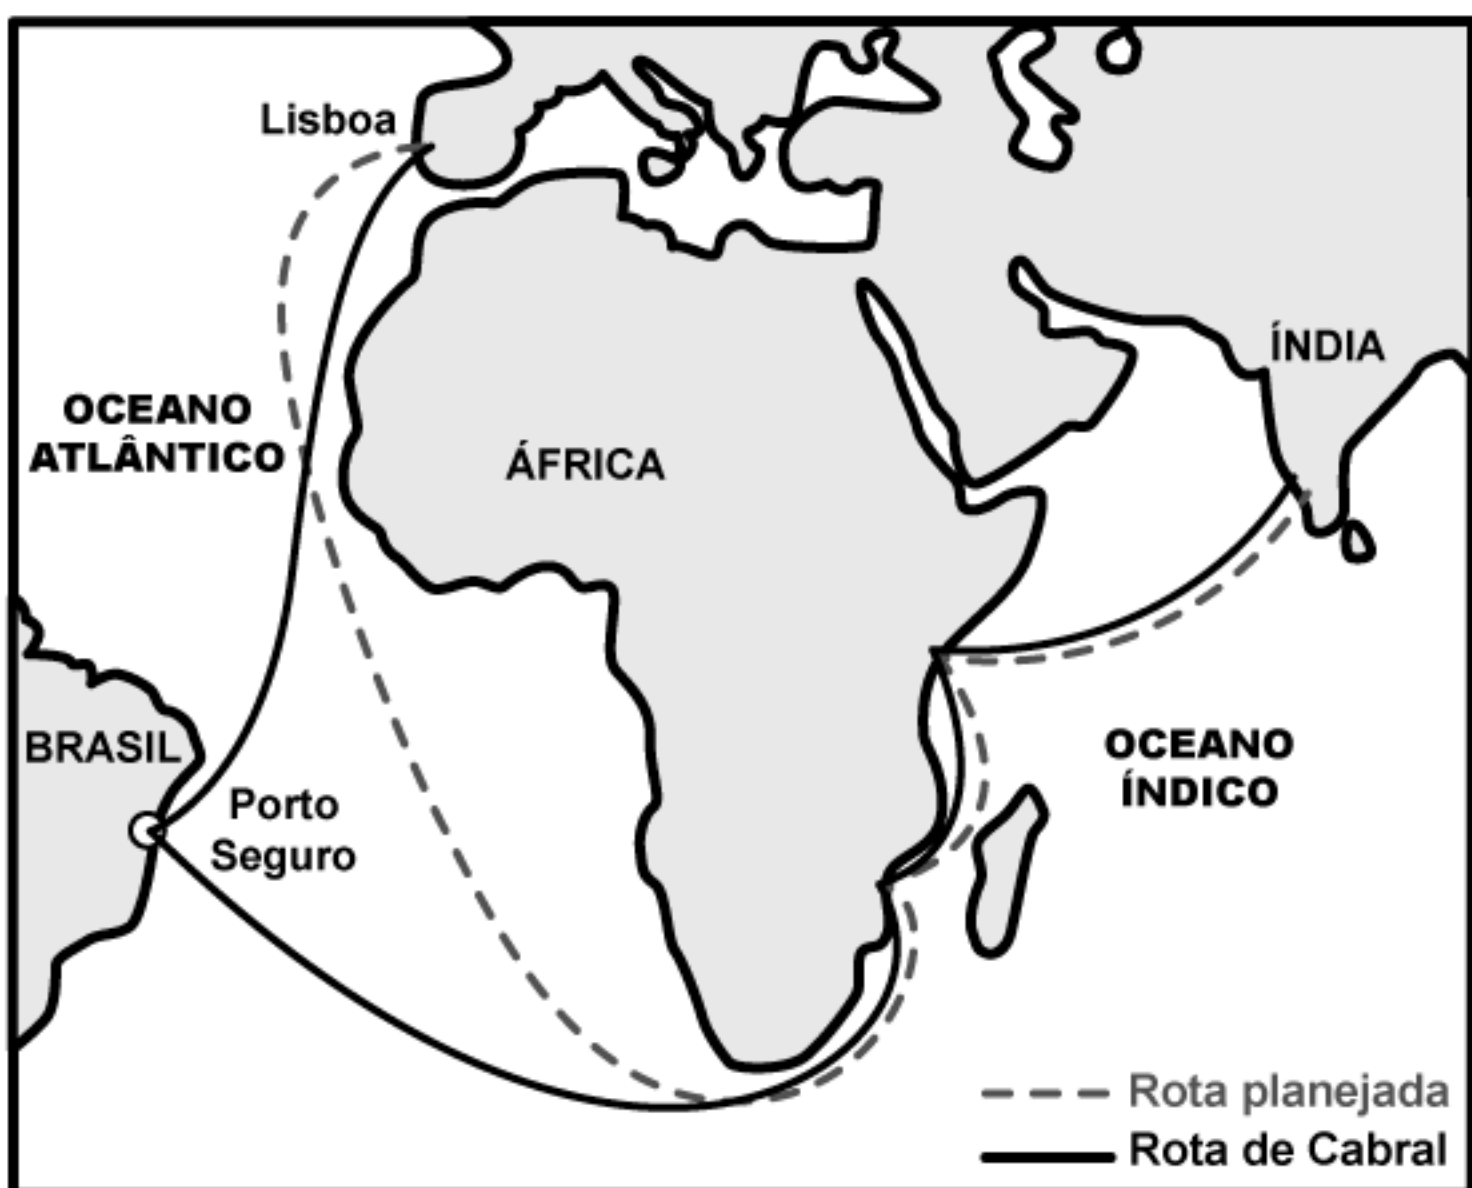 Lisboa
OCEANO
ATLÂNTICO
ÁFRICA
ÍNDIA
BRASIL
Porto
Seguro
OCEANO
ÍNDICO
Rota planejada
Rota de Cabral